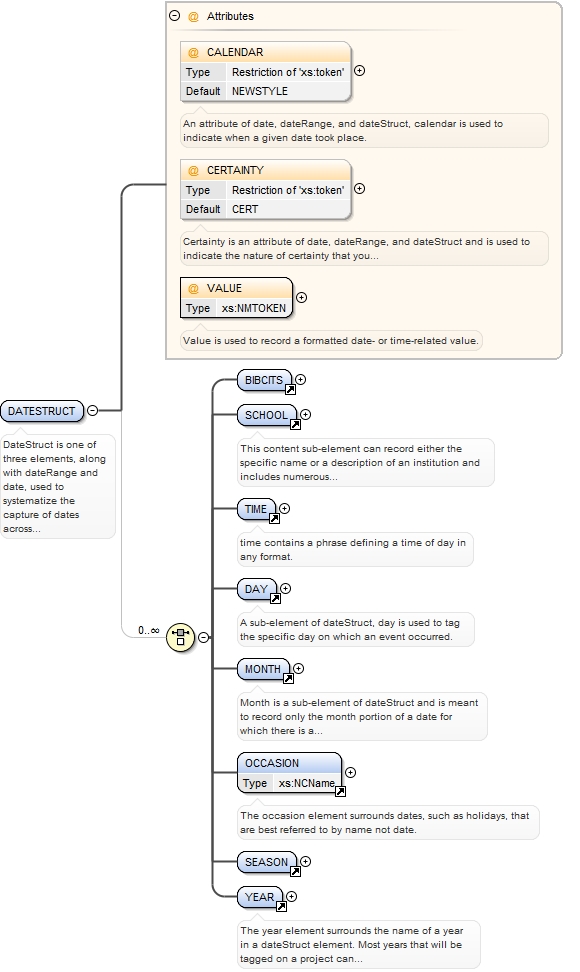 Attributes
@ CALENDAR
Type Restriction of 'xs:token'
Default NEWSTYLE
An attribute of date, dateRange, and dateStruct, calendar is used to
indicate when a given date took place.
@ CERTAINTY
Type Restriction of 'xs:token'
Default CERT
Certainty is an attribute of date, dateRange, and dateStruct and is used to
indicate the nature of certainty that you...
@ VALUE
Type xs:NMTOKEN
Value is used to record a formatted date- or time-related value.
DATESTRUCT
DateStruct is one of
three elements, along
with dateRange and
date, used to
systematize the
capture of dates
across...
0..∞
BIBCITS
SCHOOL
This content sub-element can record either the
specific name or a description of an institution and
includes numerous...
TIME
time contains a phrase defining a time of day in
any format.
DAY
A sub-element of dateStruct, day is used to tag
the specific day on which an event occurred.
MONTH
Month is a sub-element of dateStruct and is meant
to record only the month portion of a date for
which there is a...
OCCASION
Type xs:NCName
The occasion element surrounds dates, such as holidays, that
are best referred to by name not date.
SEASON
YEAR
The year element surrounds the name of a year
in a dateStruct element. Most years that will be
tagged on a project can...